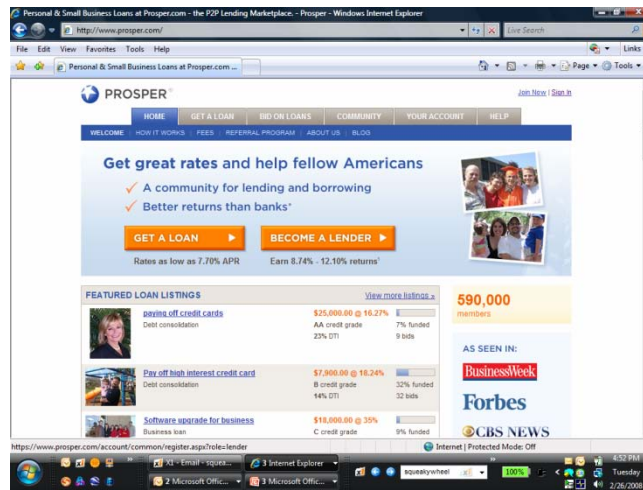 Personal & Small Business Loans at Prosper.com - the P2P Lending Marketplace. - Prosper - Windows Internet Explorer
http://www.prosper.com/
Live Search
File Edit View Favorites Tools Help
Links
Personal & Small Business Loans at Prosper.com ...
Page Tools
PROSPER
Join Now | Sign In
HOME GET A LOAN BID ON LOANS COMMUNITY YOUR ACCOUNT HELP
WELCOME | HOW IT WORKS | FEES | REFERRAL PROGRAM | ABOUT US | BLOG
Get great rates and help fellow Americans
✓ A community for lending and borrowing
✓ Better returns than banks*
GET A LOAN
BECOME A LENDER
Rates as low as 7.70% APR
Earn 8.74% - 12.10% returns¹
FEATURED LOAN LISTINGS
View more listings »
paying off credit cards
$25,000.00 @ 16.27%
Debt consolidation
AA credit grade
7% funded
23% DTI
9 bids
Pay off high interest credit card
$7,900.00 @ 18.24%
Debt consolidation
B credit grade
32% funded
14% DTI
32 bids
Software upgrade for business
$18,000.00 @ 35%
Business loan
C credit grade
9% funded
590,000
members
AS SEEN IN:
BusinessWeek
Forbes
CBS NEWS
https://www.prosper.com/account/common/register.aspx?role=lender
Internet | Protected Mode: Off
X1 - Email - squea...
3 Internet Explorer
squeakywheel
100%
4:52 PM
Tuesday
2 Microsoft Offic...
3 Microsoft Offic...
2/26/2008